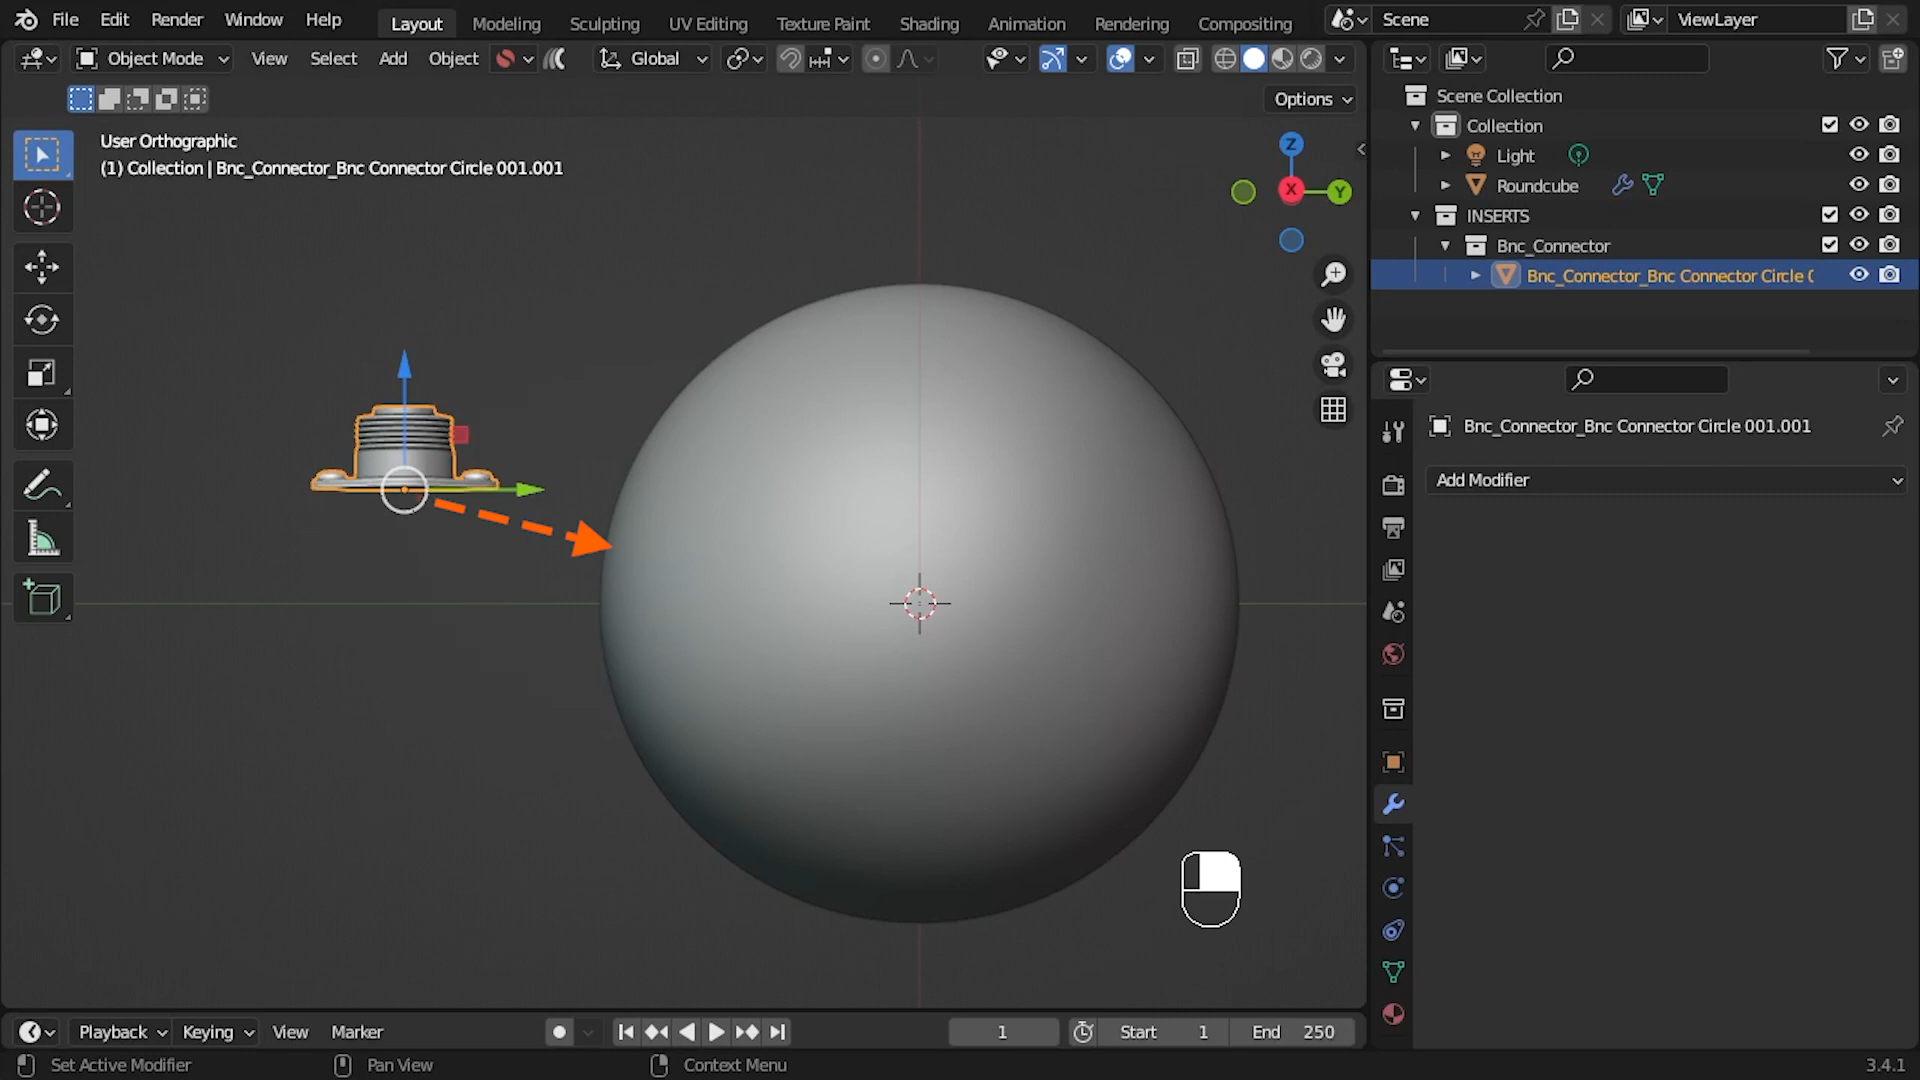 File Edit Render Window Help Layout Modeling Sculpting UV Editing Texture Paint Shading Animation Rendering Compositing Scene ViewLayer
Object Mode View Select Add Object Global
Options
User Orthographic
(1) Collection | Bnc_Connector_Bnc Connector Circle 001.001
Z
X
Y
Scene Collection
Collection
Light
Roundcube
INSERTS
Bnc_Connector
Bnc_Connector_Bnc Connector Circle 0
Bnc_Connector_Bnc Connector Circle 001.001
Add Modifier
Playback Keying View Marker 1 Start 1 End 250
Set Active Modifier Pan View Context Menu 3.4.1